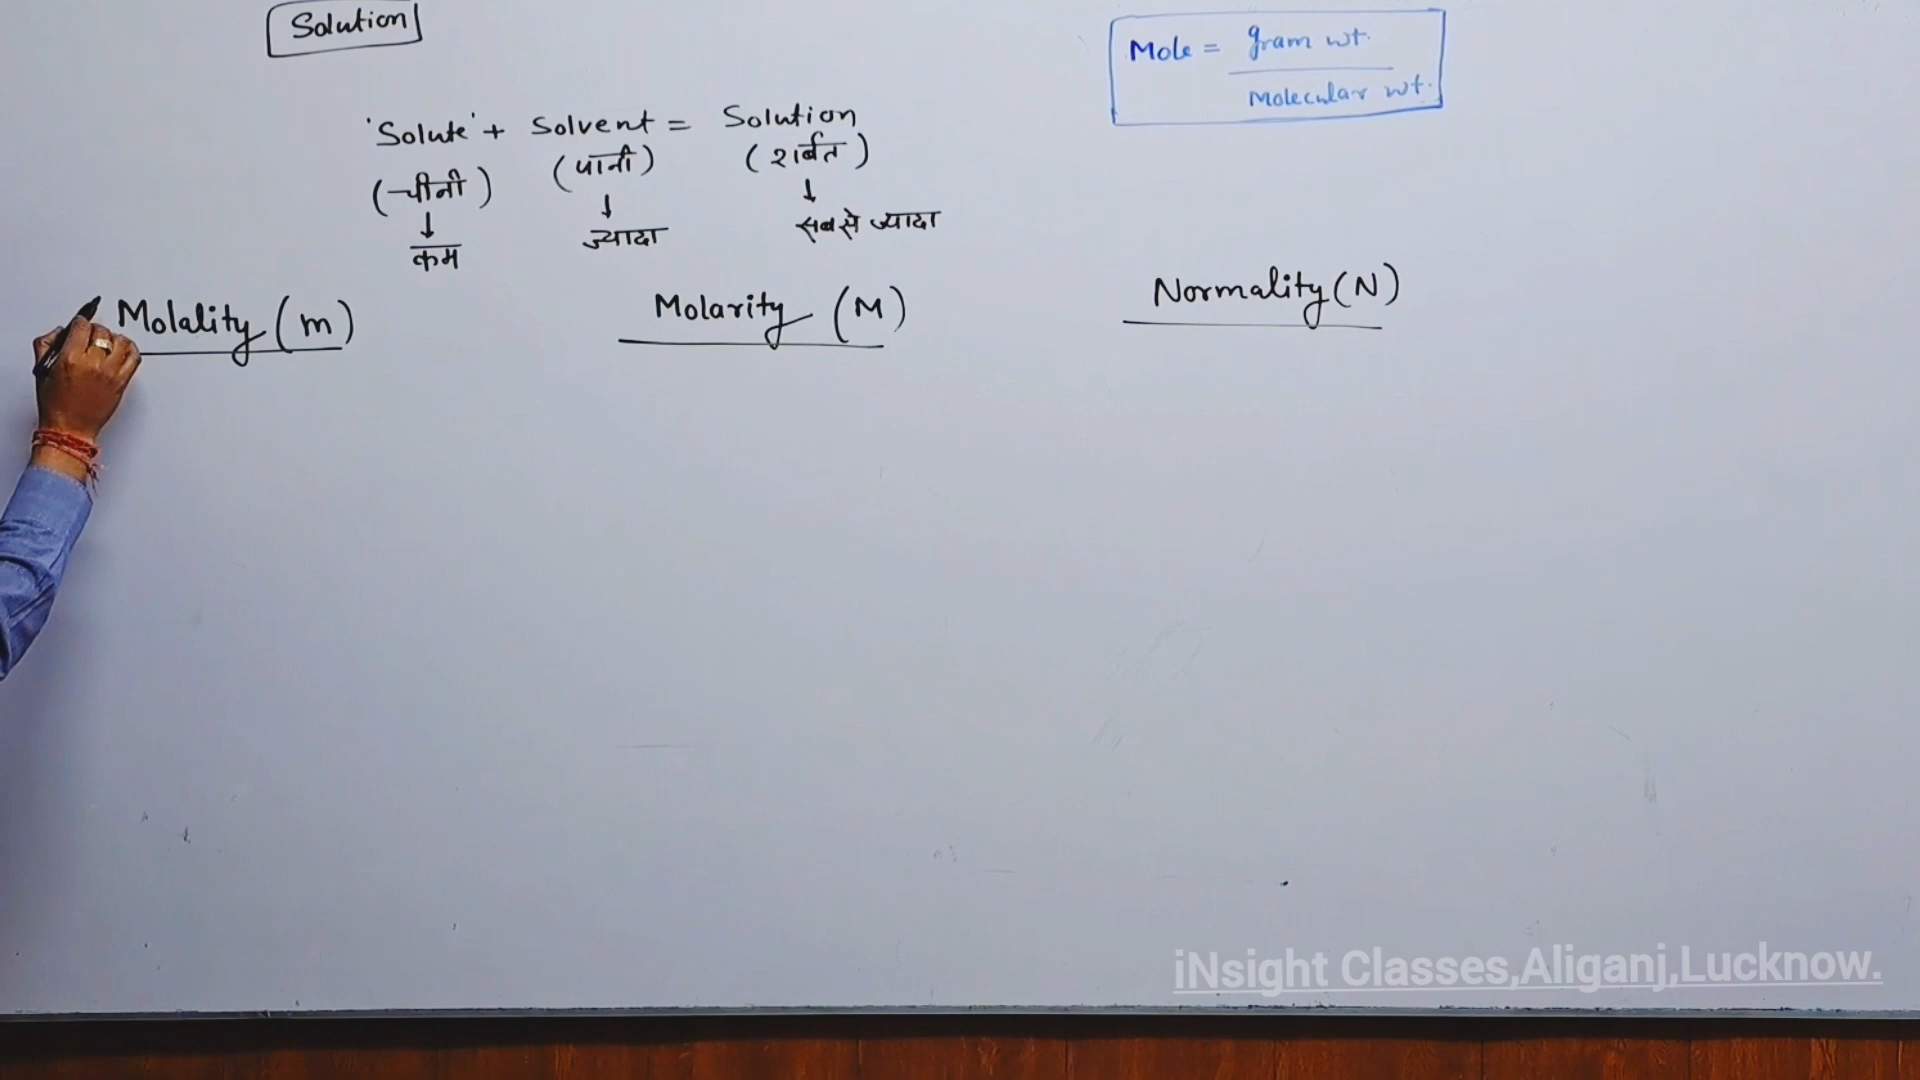 Solution
Mole = gram wt.
Molecular wt.
'Solute' + Solvent = Solution
(चीनी) (पानी) (शर्बत)
↓ ↓ ↓
कम ज्यादा सबसे ज्यादा
Molality (m) Molarity (M) Normality (N)
iNsight Classes,Aliganj,Lucknow.